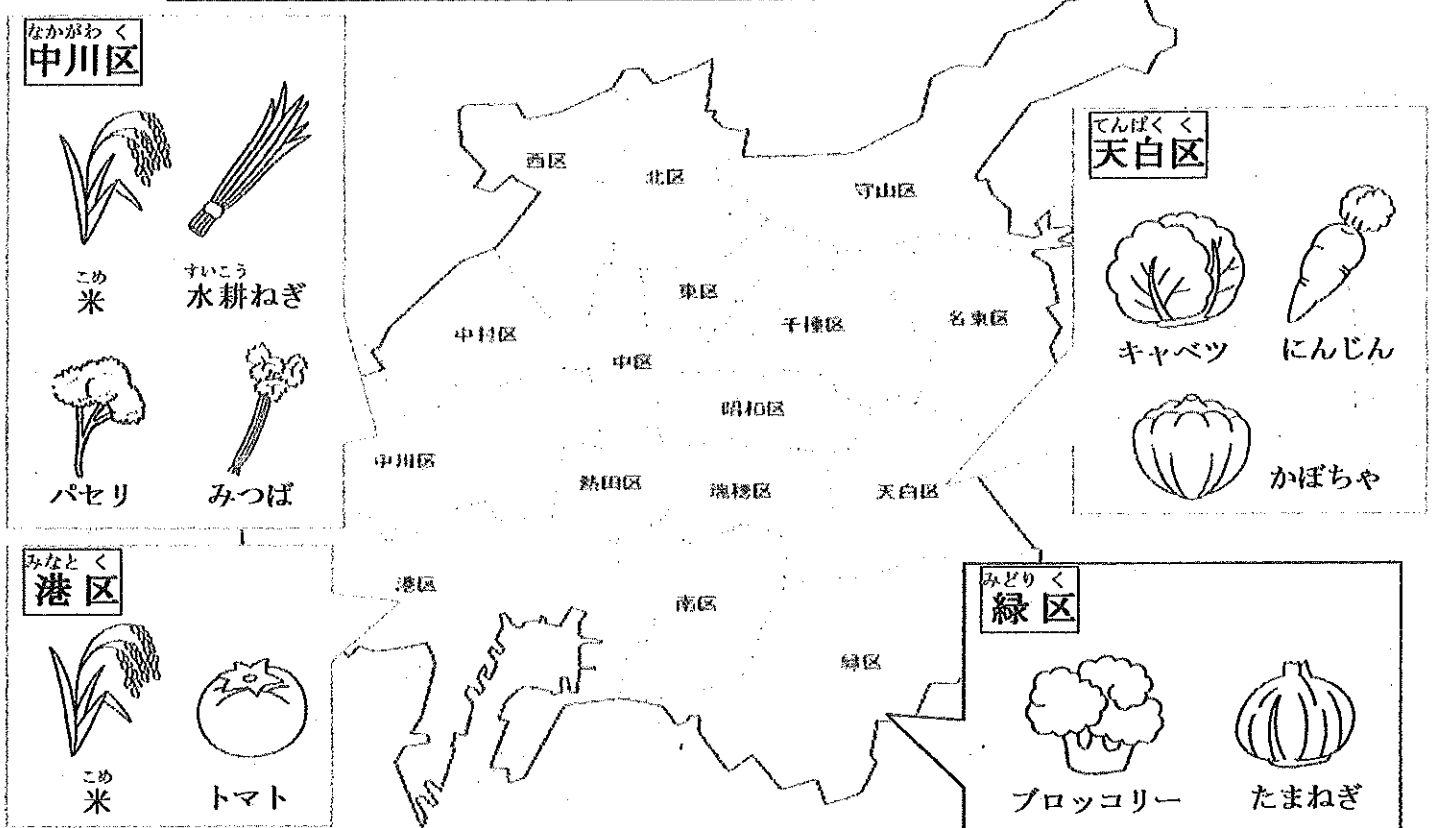 なかがわ く
中川区
こめ
米
すいこう
水耕ねぎ
パセリ
みつば
みなと く
港区
こめ
米
トマト
西区
北区
守山区
東区
千種区
名東区
中村区
中区
昭和区
中川区
熱田区
瑞穂区
天白区
港区
南区
緑区
てんぱく く
天白区
キャベツ
にんじん
かぼちゃ
みどり く
緑区
ブロッコリー
たまねぎ